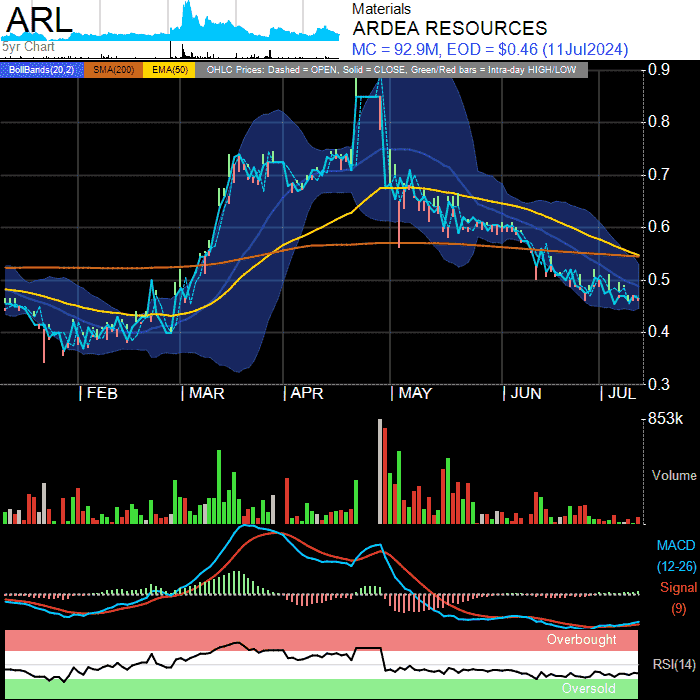 ARL
5yr Chart
Materials
ARDEA RESOURCES
MC = 92.9M, EOD = $0.46 (11Jul2024)
BollBands(20,2) SMA(200) EMA(50) OHLC Prices: Dashed = OPEN, Solid = CLOSE, Green/Red bars = Intra-day HIGH/LOW
0.9
0.8
0.7
0.6
0.5
0.4
0.3
FEB MAR APR MAY JUN JUL
853k
Volume
MACD
(12-26)
Signal
(9)
Overbought
RSI(14)
Oversold